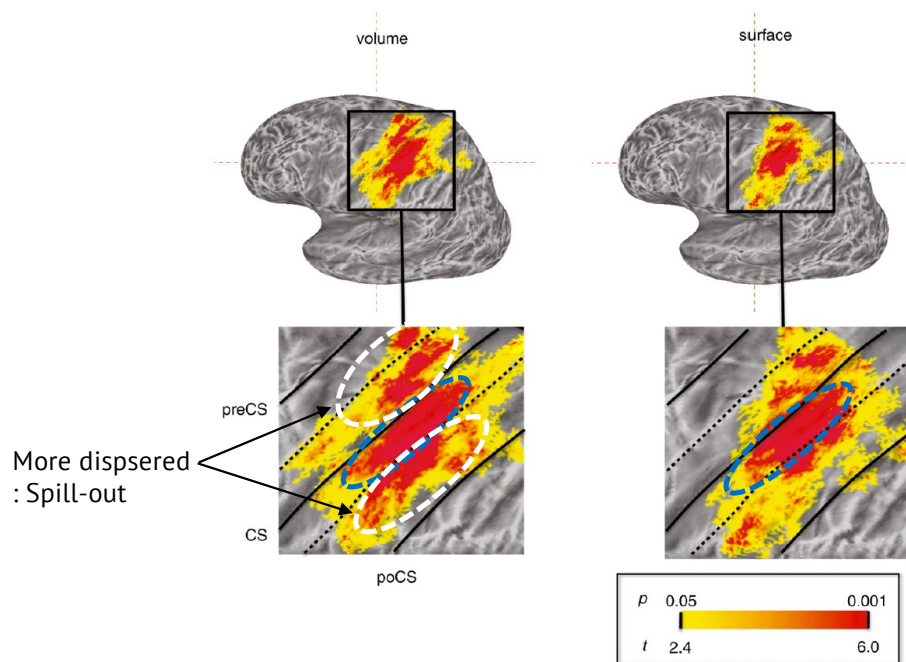 volume
surface
preCS
More dispsered
: Spill-out
CS
poCS
p 0.05 0.001
t 2.4 6.0